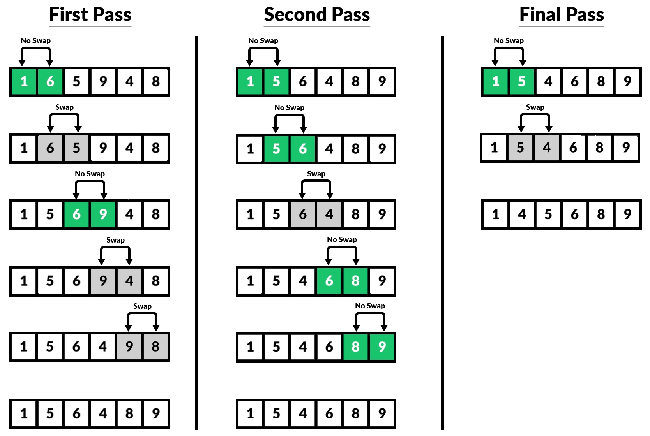 First Pass
No Swap
1 6 5 9 4 8
Swap
1 6 5 9 4 8
No Swap
1 5 6 9 4 8
Swap
1 5 6 9 4 8
Swap
1 5 6 4 9 8
1 5 6 4 8 9
Second Pass
No Swap
1 5 6 4 8 9
No Swap
1 5 6 4 8 9
Swap
1 5 6 4 8 9
No Swap
1 5 4 6 8 9
No Swap
1 5 4 6 8 9
1 5 4 6 8 9
Final Pass
No Swap
1 5 4 6 8 9
Swap
1 5 4 6 8 9
1 4 5 6 8 9